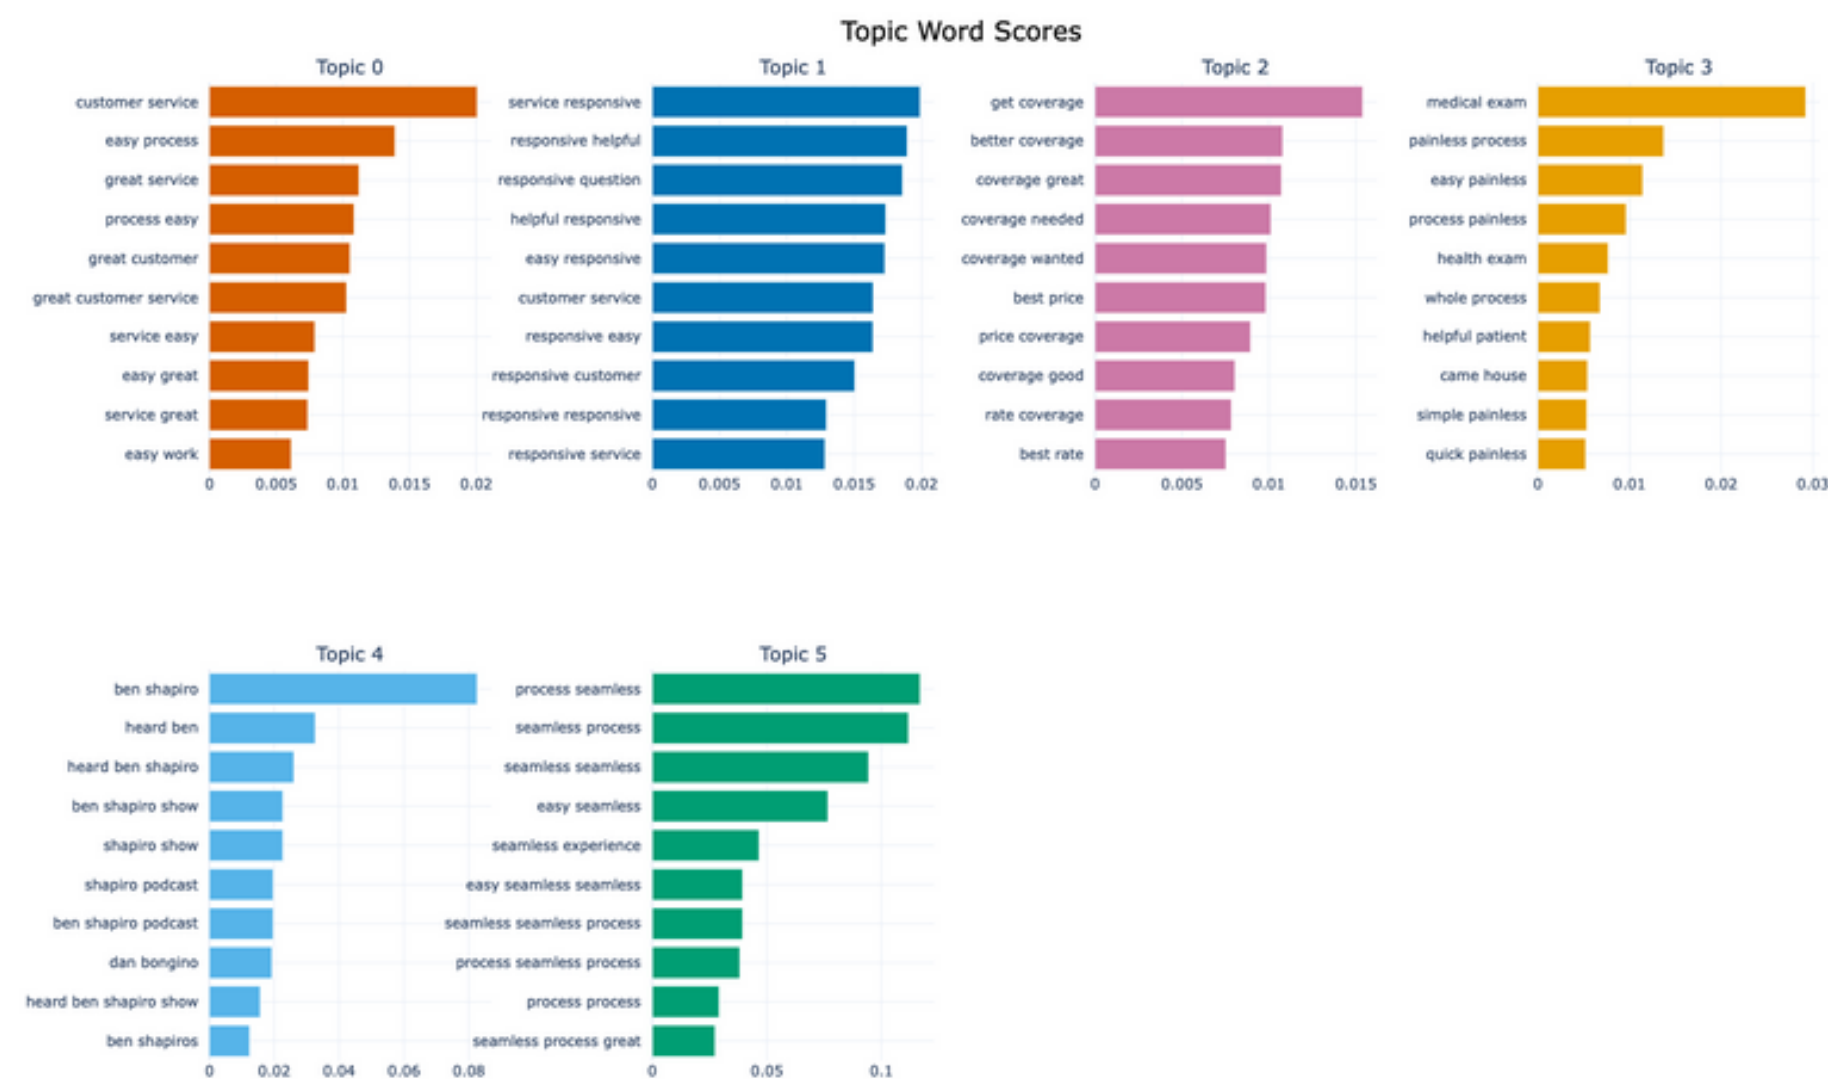 Topic Word Scores
Topic 0
customer service
easy process
great service
process easy
great customer
great customer service
service easy
easy great
service great
easy work
0 0.005 0.01 0.015 0.02
Topic 1
service responsive
responsive helpful
responsive question
helpful responsive
easy responsive
customer service
responsive easy
responsive customer
responsive responsive
responsive service
0 0.005 0.01 0.015 0.02
Topic 2
get coverage
better coverage
coverage great
coverage needed
coverage wanted
best price
price coverage
coverage good
rate coverage
best rate
0 0.005 0.01 0.015
Topic 3
medical exam
painless process
easy painless
process painless
health exam
whole process
helpful patient
came house
simple painless
quick painless
0 0.01 0.02 0.03
Topic 4
ben shapiro
heard ben
heard ben shapiro
ben shapiro show
shapiro show
shapiro podcast
ben shapiro podcast
dan bongino
heard ben shapiro show
ben shapiros
0 0.02 0.04 0.06 0.08
Topic 5
process seamless
seamless process
seamless seamless
easy seamless
seamless experience
easy seamless seamless
seamless seamless process
process seamless process
process process
seamless process great
0 0.05 0.1